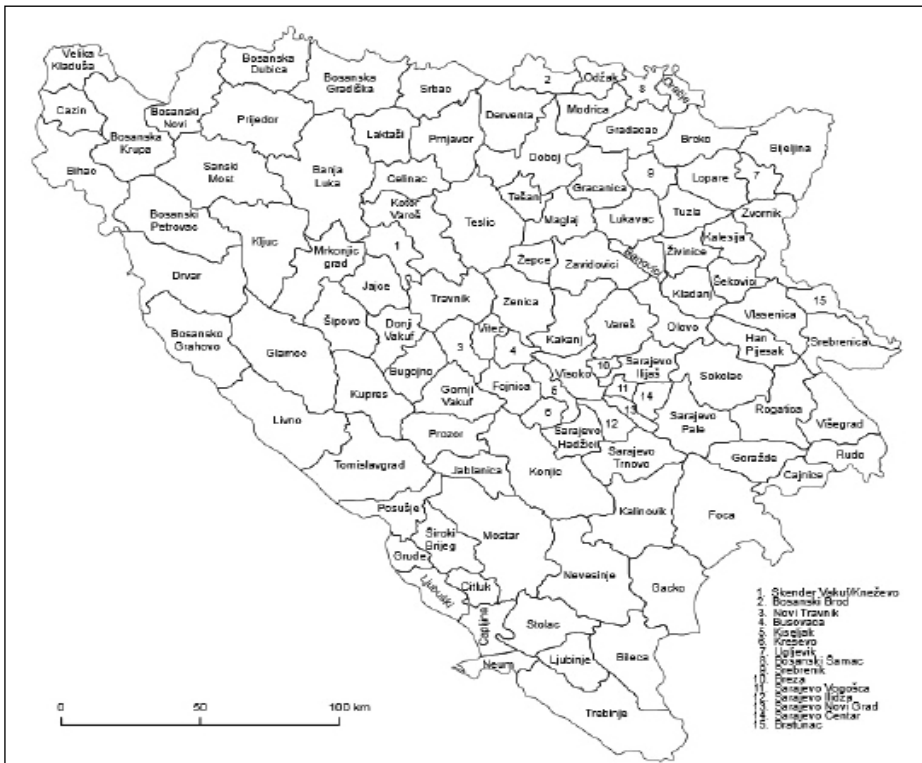 Velika
Kladuša
Cazin
Bihao
Bosanska
Krupa
Bosanski
Novi
Bosanska
Dubica
Prijedor
Sanski
Most
Bosanski
Petrovac
Drvar
Bosansko
Grahovo
Bosanska
Gradiška
Banja
Luka
Kljuc
Mrkonjic
grad
Glamoc
Livno
Srbac
Laktaši
Prnjavor
Celinac
Kotor
Varoš
1
Jajce
Šipovo
Donji
Vakuf
Kupres
Bugojno
Tomislavgrad
2
Odžak
8
Orašje
Derventa
Modrica
Gradacac
Brcko
Bijeljina
Doboj
Gracanica
9
Lopare
7
Teslic
Tešanj
Maglaj
Lukavac
Tuzla
Zvornik
Kalesija
Žepce
Zavidovici
Banovici
Živinice
Kladanj
Šekovici
15
Travnik
Zenica
Vlasenica
Srebrenica
Vitez
3
4
Kakanj
Vareš
Olovo
Han
Pijesak
Gornji
Vakuf
Fojnica
Visoko
10
Sarajevo
Ilijaš
Sokolac
5
6
11
14
13
12
Sarajevo
Hadžici
Sarajevo
Pale
Rogatica
Višegrad
Prozor
Jablanica
Konjic
Sarajevo
Trnovo
Goražde
Rudo
Cajnice
Posušje
Široki
Brijeg
Mostar
Kalinovik
Foca
Grude
Ljubuški
Citluk
Nevesinje
Gacko
Capljina
Stolac
Neum
Ljubinje
Bileca
Trebinje
1. Skender Vakuf/Kneževo
2. Bosanski Brod
3. Novi Travnik
4. Busovaca
5. Kiseljak
6. Kreševo
7. Ugljevik
8. Bosanski Šamac
9. Srebrenik
10. Breza
11. Sarajevo Vogošca
12. Sarajevo Ilidža
13. Sarajevo Novi Grad
14. Sarajevo Centar
15. Bratunac
0 50 100 km